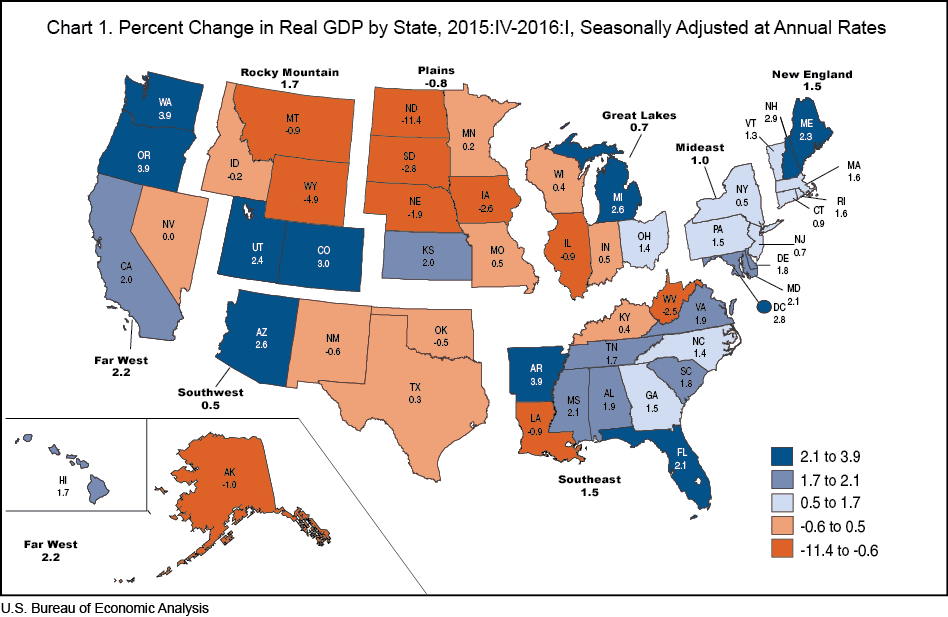 Chart 1. Percent Change in Real GDP by State, 2015:IV-2016:I, Seasonally Adjusted at Annual Rates
Rocky Mountain
1.7
Plains
-0.8
New England
1.5
Great Lakes
0.7
Mideast
1.0
WA
3.9
OR
3.9
MT
-0.9
ID
-0.2
WY
-4.9
NV
0.0
UT
2.4
CO
3.0
CA
2.0
ND
-11.4
SD
-2.8
NE
-1.9
KS
2.0
MN
0.2
IA
-2.6
MO
0.5
WI
0.4
MI
2.6
IL
-0.9
IN
0.5
OH
1.4
NH
2.9
VT
1.3
ME
2.3
MA
1.6
RI
1.6
CT
0.9
NY
0.5
PA
1.5
NJ
0.7
DE
1.8
MD
2.1
DC
2.8
AZ
2.6
NM
-0.6
OK
-0.5
TX
0.3
WV
-2.5
VA
1.9
KY
0.4
TN
1.7
NC
1.4
SC
1.8
AR
3.9
LA
-0.9
MS
2.1
AL
1.9
GA
1.5
FL
2.1
Far West
2.2
Southwest
0.5
Southeast
1.5
HI
1.7
AK
-1.0
Far West
2.2
2.1 to 3.9
1.7 to 2.1
0.5 to 1.7
-0.6 to 0.5
-11.4 to -0.6
U.S. Bureau of Economic Analysis